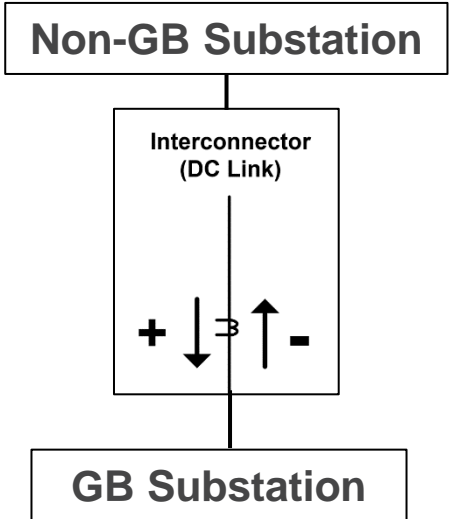 Non-GB Substation
Interconnector
(DC Link)
+ -
GB Substation